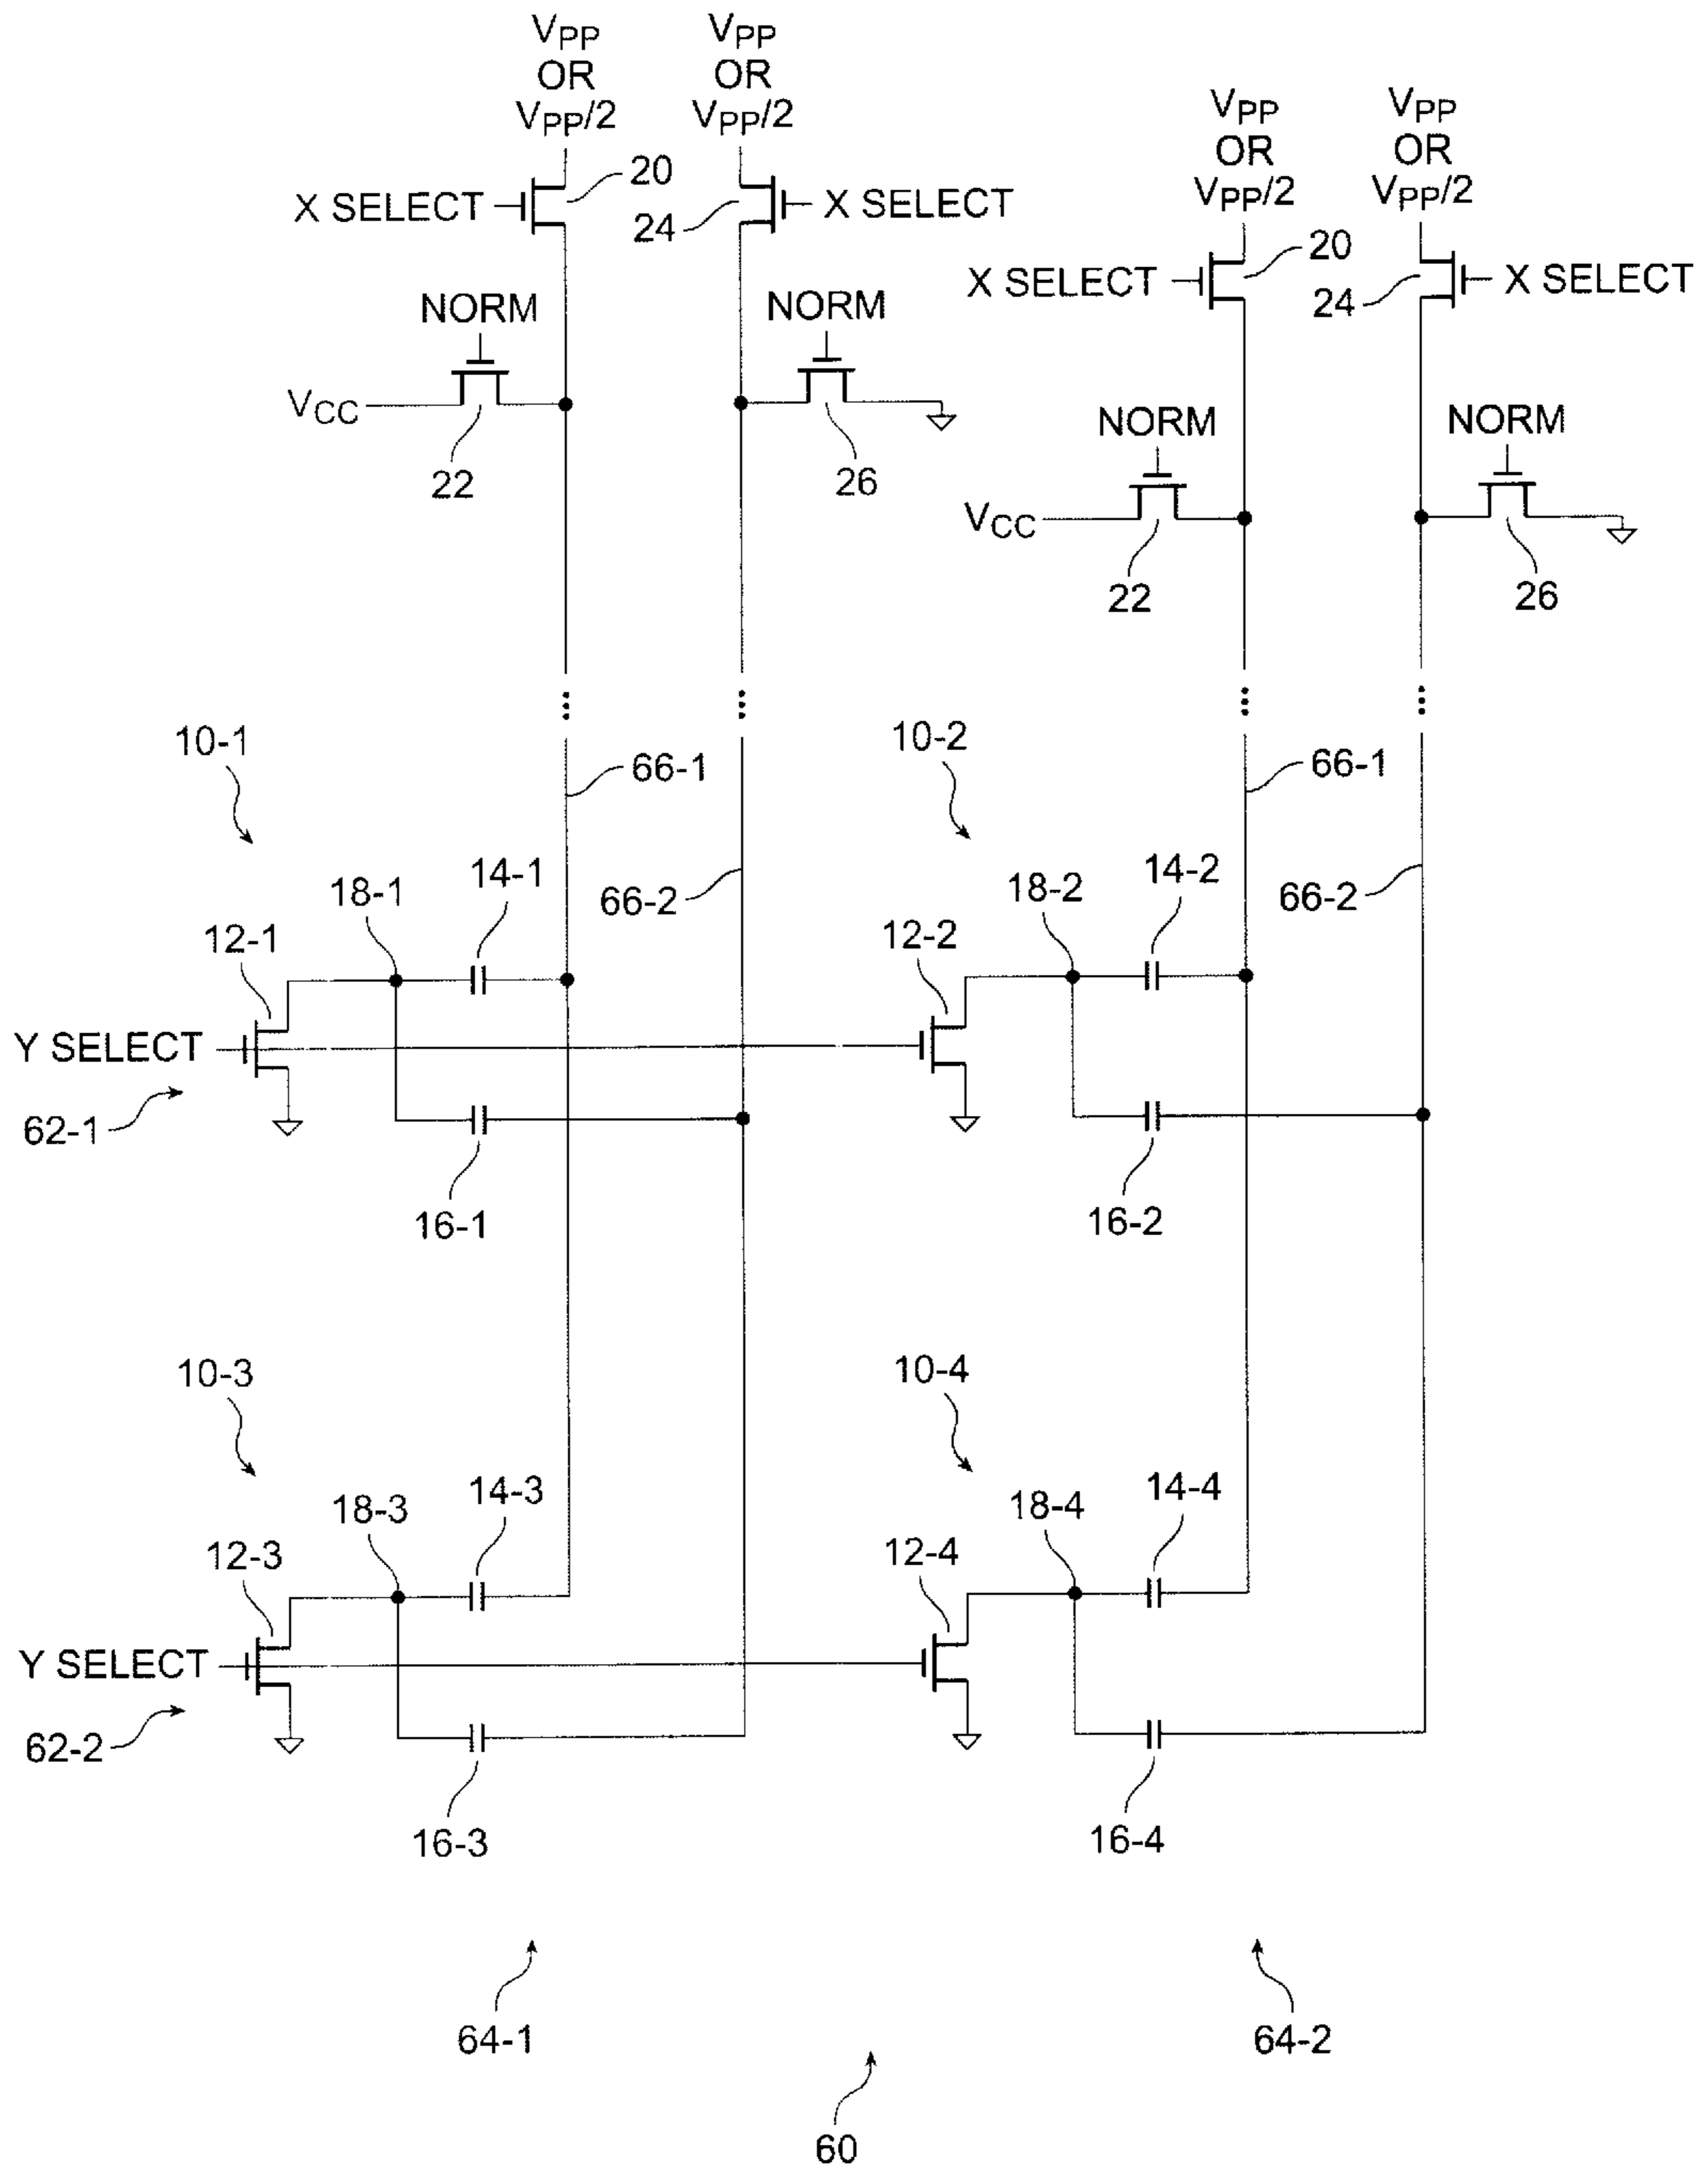 VPP
OR
VPP/2
VPP
OR
VPP/2
VPP
OR
VPP/2
VPP
OR
VPP/2
X SELECT
20
24
X SELECT
X SELECT
20
24
X SELECT
NORM
NORM
VCC
22
26
NORM
NORM
VCC
22
26
10-1
66-1
10-2
66-1
18-1
14-1
66-2
18-2
14-2
66-2
12-1
12-2
Y SELECT
62-1
16-1
16-2
10-3
10-4
18-3
14-3
18-4
14-4
12-3
12-4
Y SELECT
62-2
16-3
16-4
64-1
64-2
60